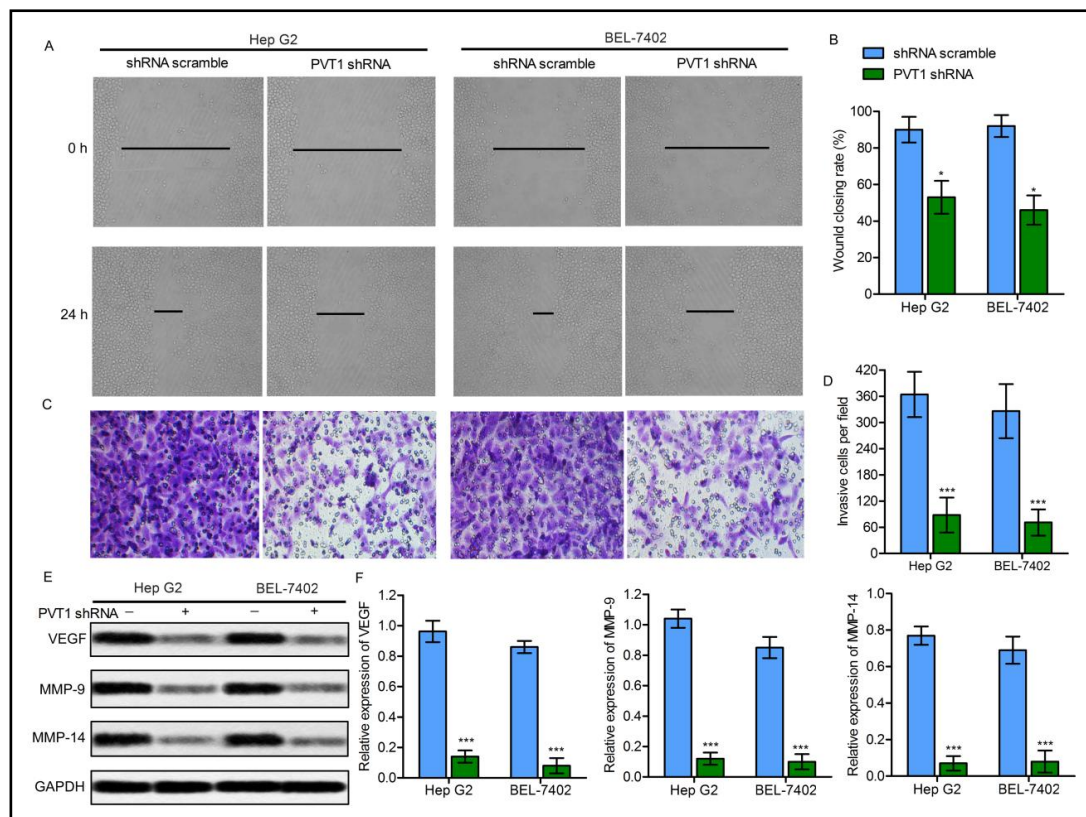 A
Hep G2
BEL-7402
shRNA scramble
PVT1 shRNA
shRNA scramble
PVT1 shRNA
0 h
24 h
B
shRNA scramble
PVT1 shRNA
Wounld closing rate (%)
100
80
60
40
20
0
*
*
Hep G2
BEL-7402
C
D
Invasive cells per field
420
360
300
240
180
120
60
0
***
***
Hep G2
BEL-7402
E
Hep G2
BEL-7402
PVT1 shRNA – + – +
VEGF
MMP-9
MMP-14
GAPDH
F
Relative expression of VEGF
1.2
1.0
0.8
0.6
0.4
0.2
0.0
***
***
Hep G2
BEL-7402
Relative expression of MMP-9
1.2
1.0
0.8
0.6
0.4
0.2
0.0
***
***
Hep G2
BEL-7402
Relative expression of MMP-14
1.0
0.8
0.6
0.4
0.2
0.0
***
***
Hep G2
BEL-7402